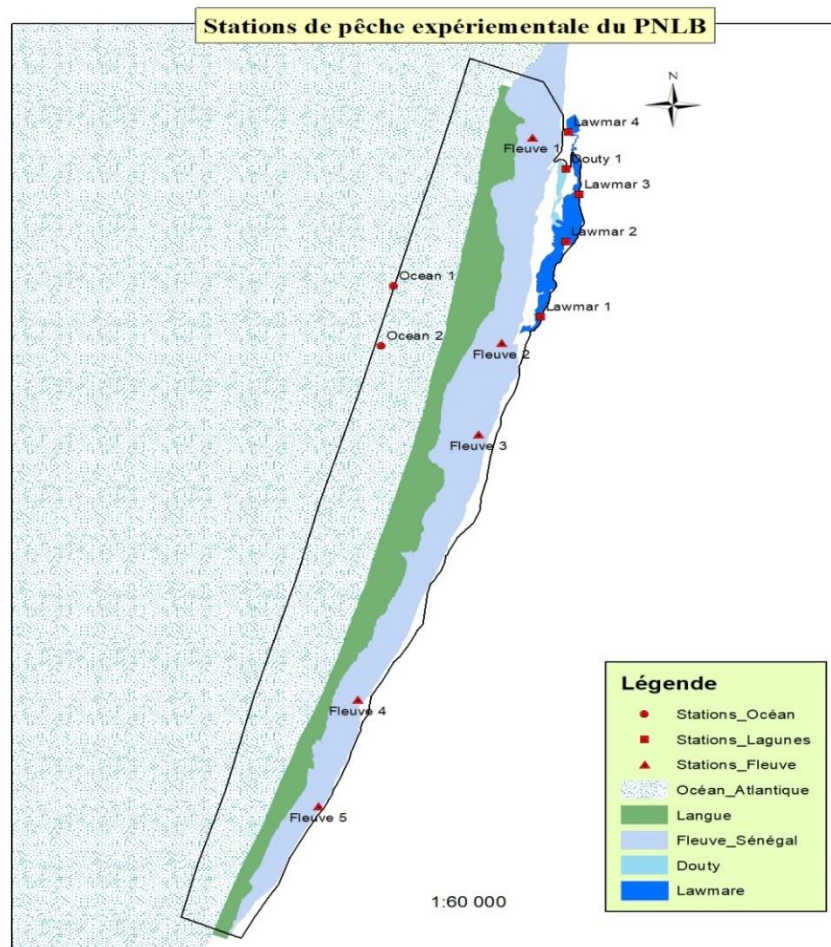 Stations de pêche expériementale du PNLB
N
Lawmar 4
Fleuve 1
Douty 1
Lawmar 3
Lawmar 2
Ocean 1
Lawmar 1
Ocean 2
Fleuve 2
Fleuve 3
Fleuve 4
Fleuve 5
1:60 000
Légende
Stations_Océan
Stations_Lagunes
Stations_Fleuve
Océan_Atlantique
Langue
Fleuve_Sénégal
Douty
Lawmare